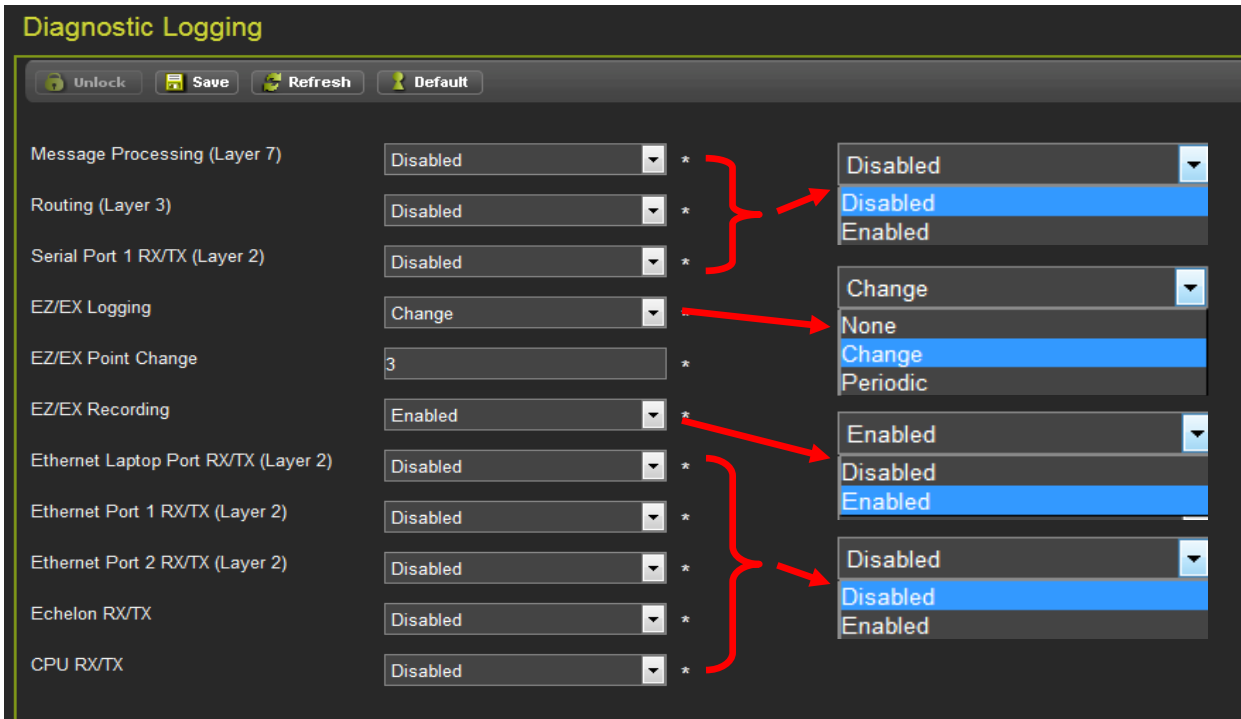 Diagnostic Logging
Unlock Save Refresh Default
Message Processing (Layer 7) Disabled *
Routing (Layer 3) Disabled *
Serial Port 1 RX/TX (Layer 2) Disabled *
EZ/EX Logging Change *
EZ/EX Point Change 3 *
EZ/EX Recording Enabled *
Ethernet Laptop Port RX/TX (Layer 2) Disabled *
Ethernet Port 1 RX/TX (Layer 2) Disabled *
Ethernet Port 2 RX/TX (Layer 2) Disabled *
Echelon RX/TX Disabled *
CPU RX/TX Disabled *
Disabled
Disabled
Enabled
Change
None
Change
Periodic
Enabled
Disabled
Enabled
Disabled
Disabled
Enabled